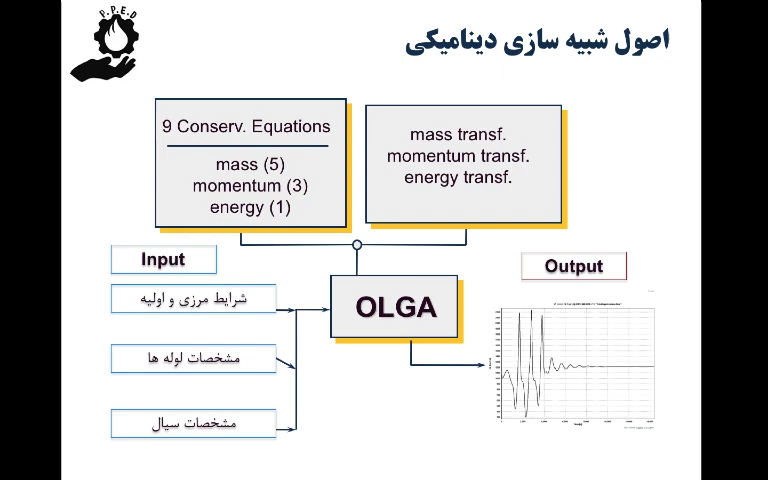 P.P.E.D
اصول شبیه سازی دینامیکی
9 Conserv. Equations
mass (5)
momentum (3)
energy (1)
mass transf.
momentum transf.
energy transf.
Input
Output
شرایط مرزی و اولیه
OLGA
مشخصات لوله ها
مشخصات سیال